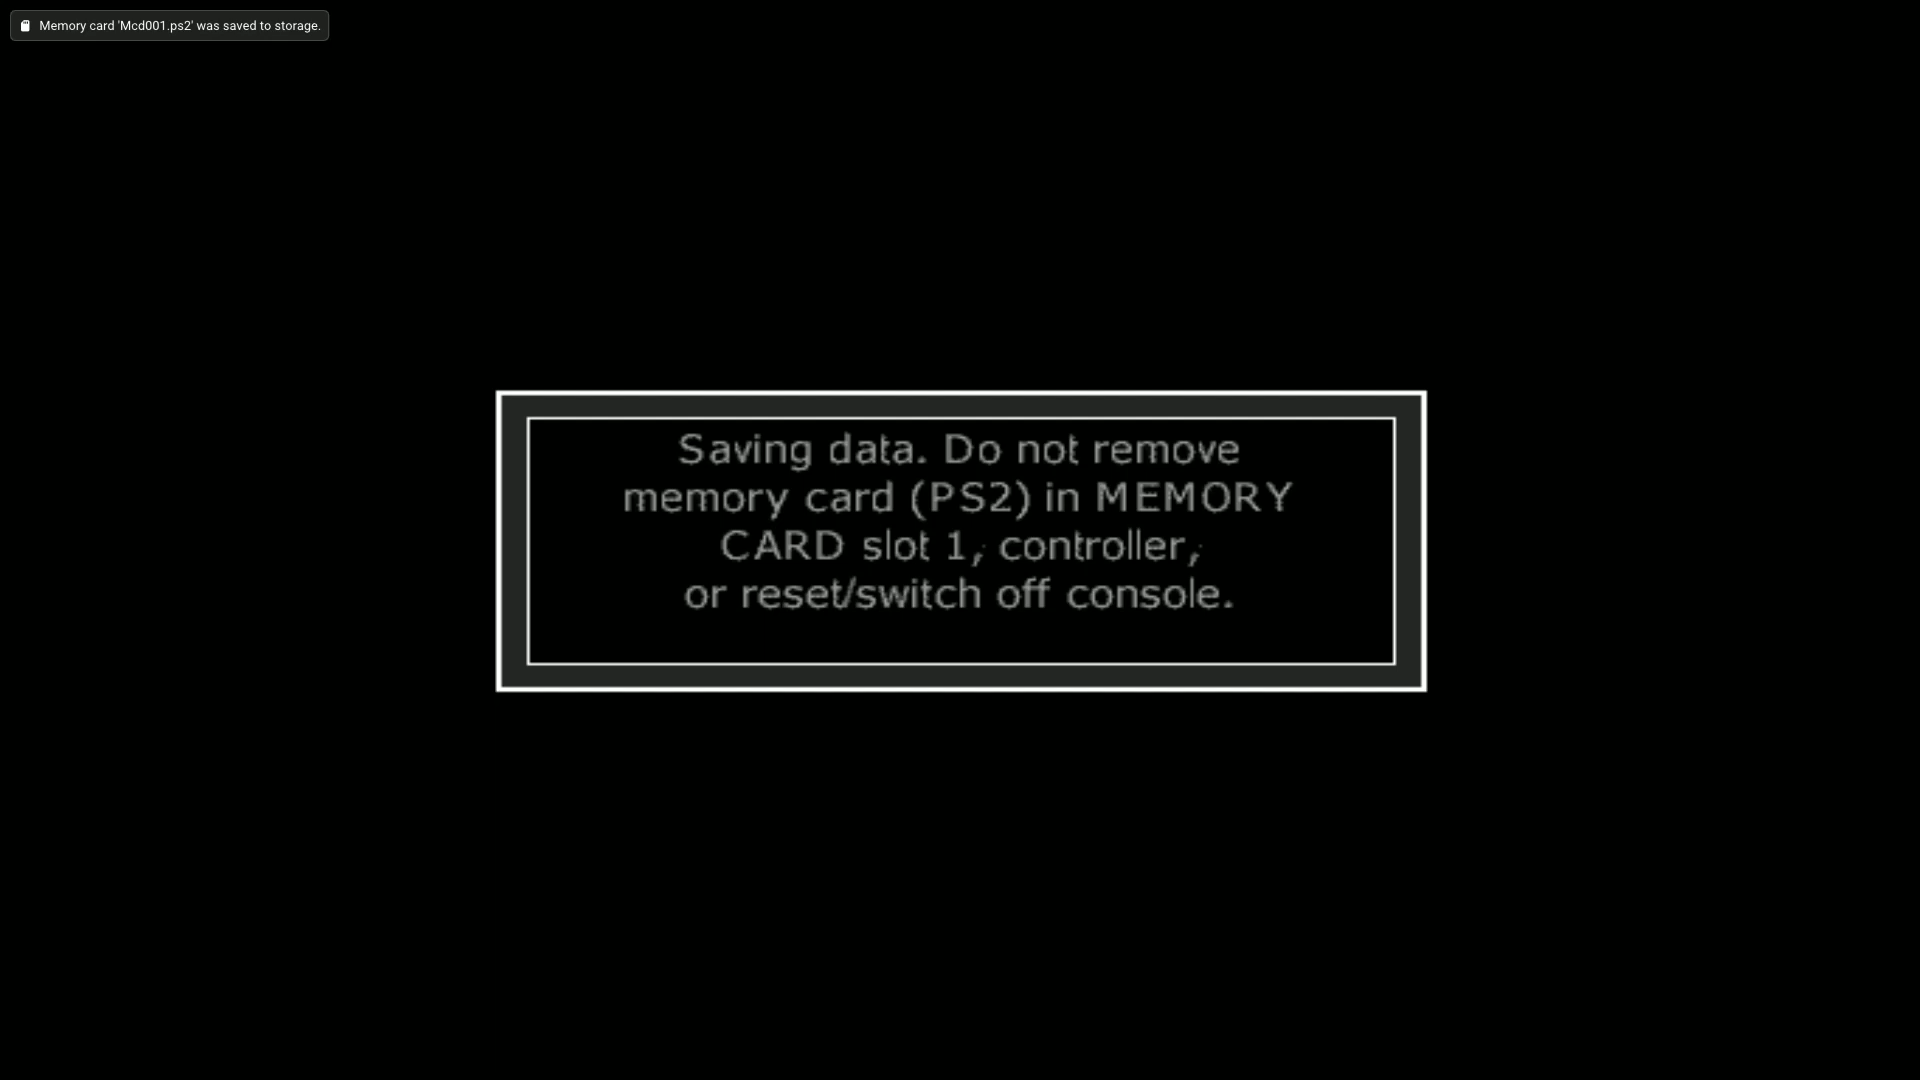 Memory card 'Mcd001.ps2' was saved to storage.
Saving data. Do not remove
memory card (PS2) in MEMORY
CARD slot 1, controller,
or reset/switch off console.